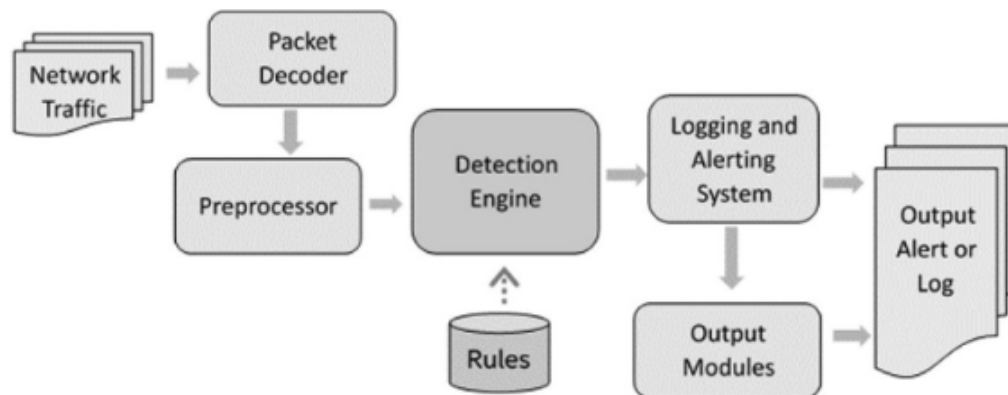 Network
Traffic
Packet
Decoder
Preprocessor
Detection
Engine
Rules
Logging and
Alerting
System
Output
Modules
Output
Alert or
Log